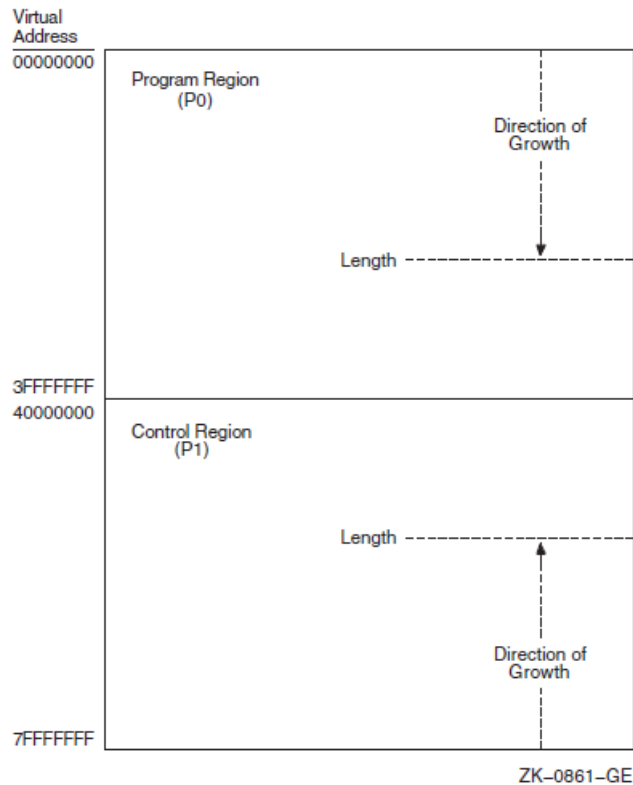 Virtual
Address
00000000
Program Region
(P0)
Direction of
Growth
Length
3FFFFFFF
40000000
Control Region
(P1)
Length
Direction of
Growth
7FFFFFFF
ZK–0861–GE